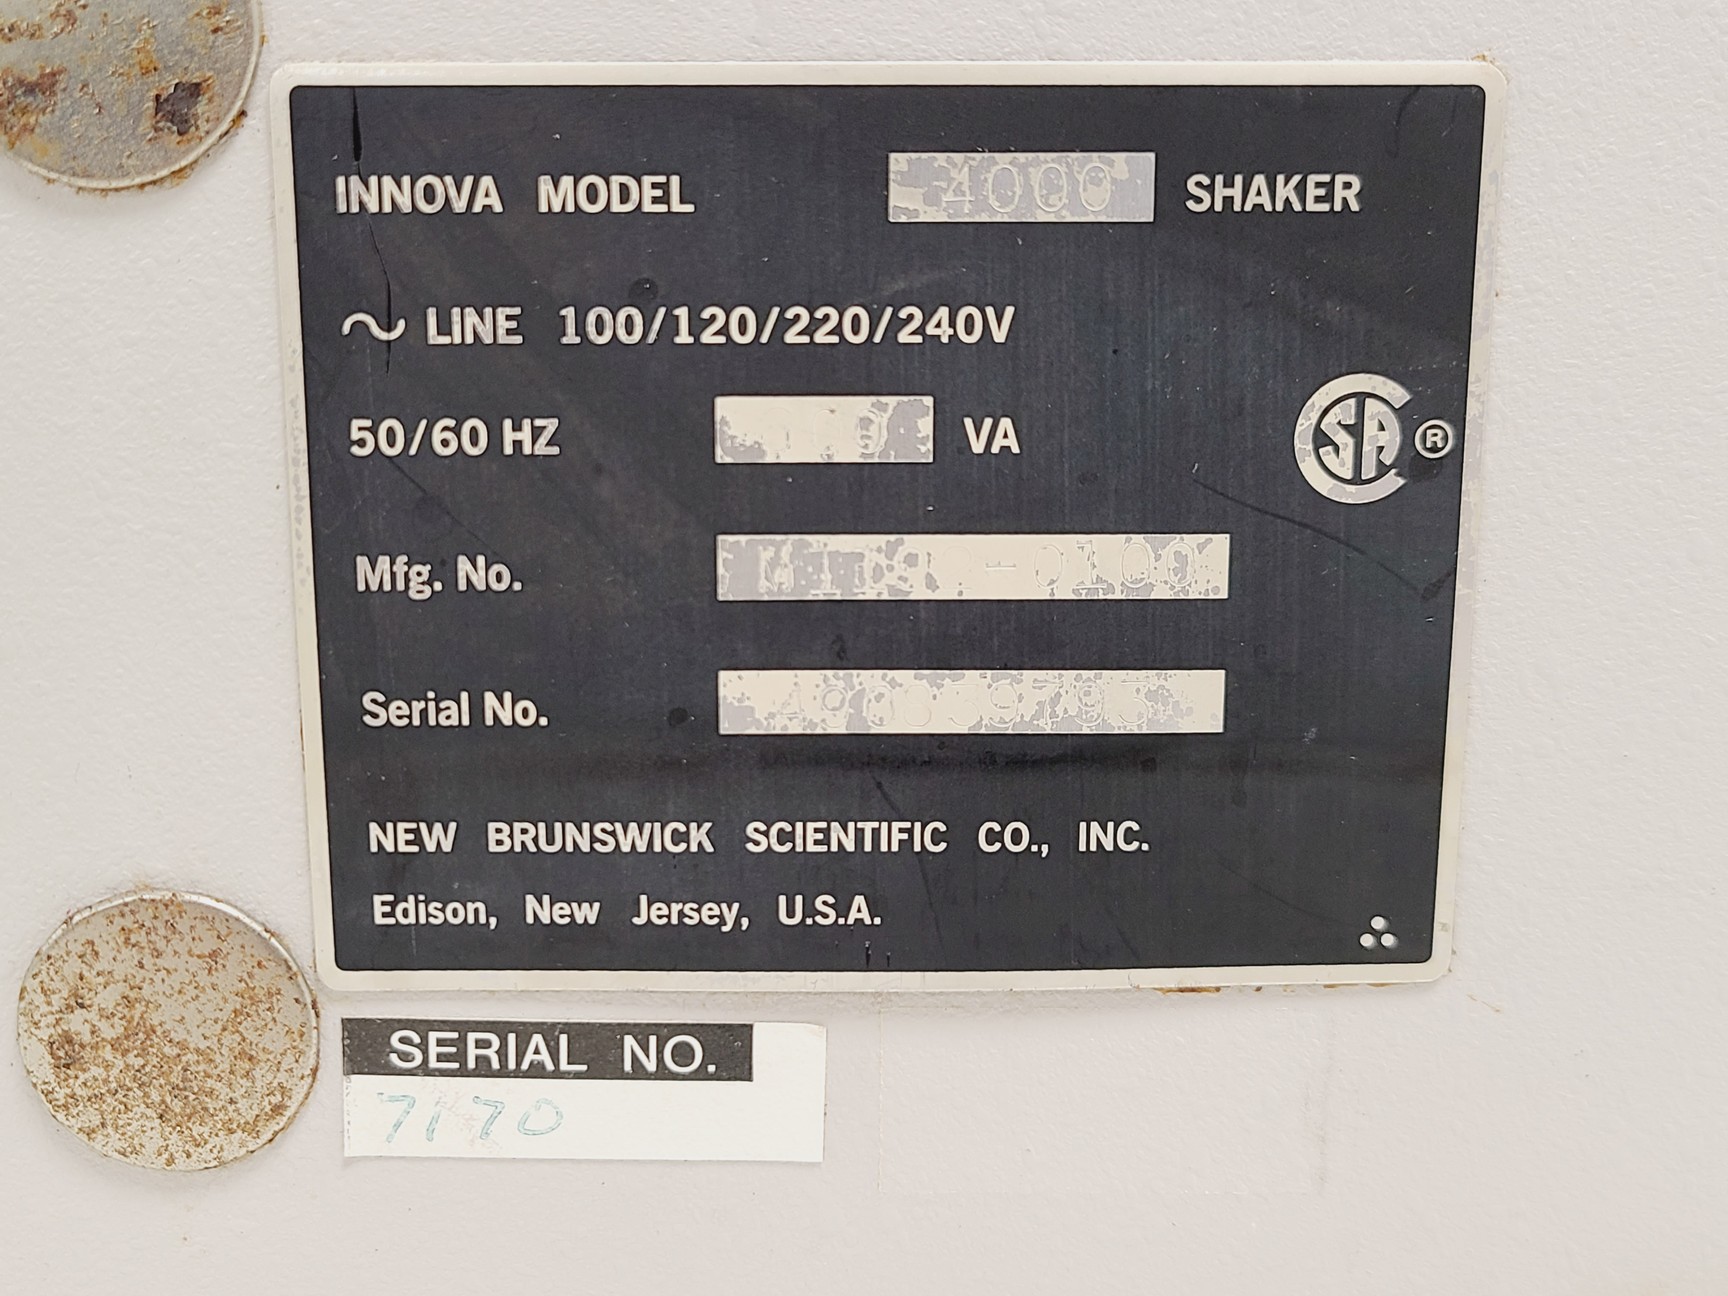 INNOVA MODEL 4000 SHAKER
~ LINE 100/120/220/240V
50/60 HZ VA
CSA ®
Mfg. No.
Serial No.
NEW BRUNSWICK SCIENTIFIC CO., INC.
Edison, New Jersey, U.S.A.
SERIAL NO.
7170